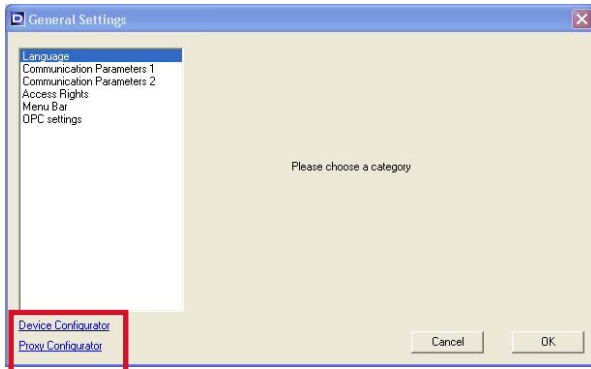 General Settings
Language
Communication Parameters 1
Communication Parameters 2
Access Rights
Menu Bar
OPC settings
Please choose a category
Device Configurator
Proxy Configurator
Cancel
OK